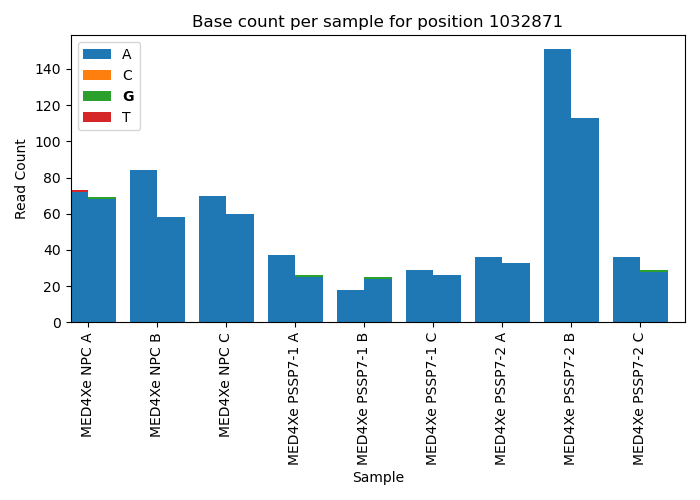 Base count per sample for position 1032871
A
C
G
T
Read Count
140
120
100
80
60
40
20
0
MED4Xe NPC A
MED4Xe NPC B
MED4Xe NPC C
MED4Xe PSSP7-1 A
MED4Xe PSSP7-1 B
MED4Xe PSSP7-1 C
MED4Xe PSSP7-2 A
MED4Xe PSSP7-2 B
MED4Xe PSSP7-2 C
Sample